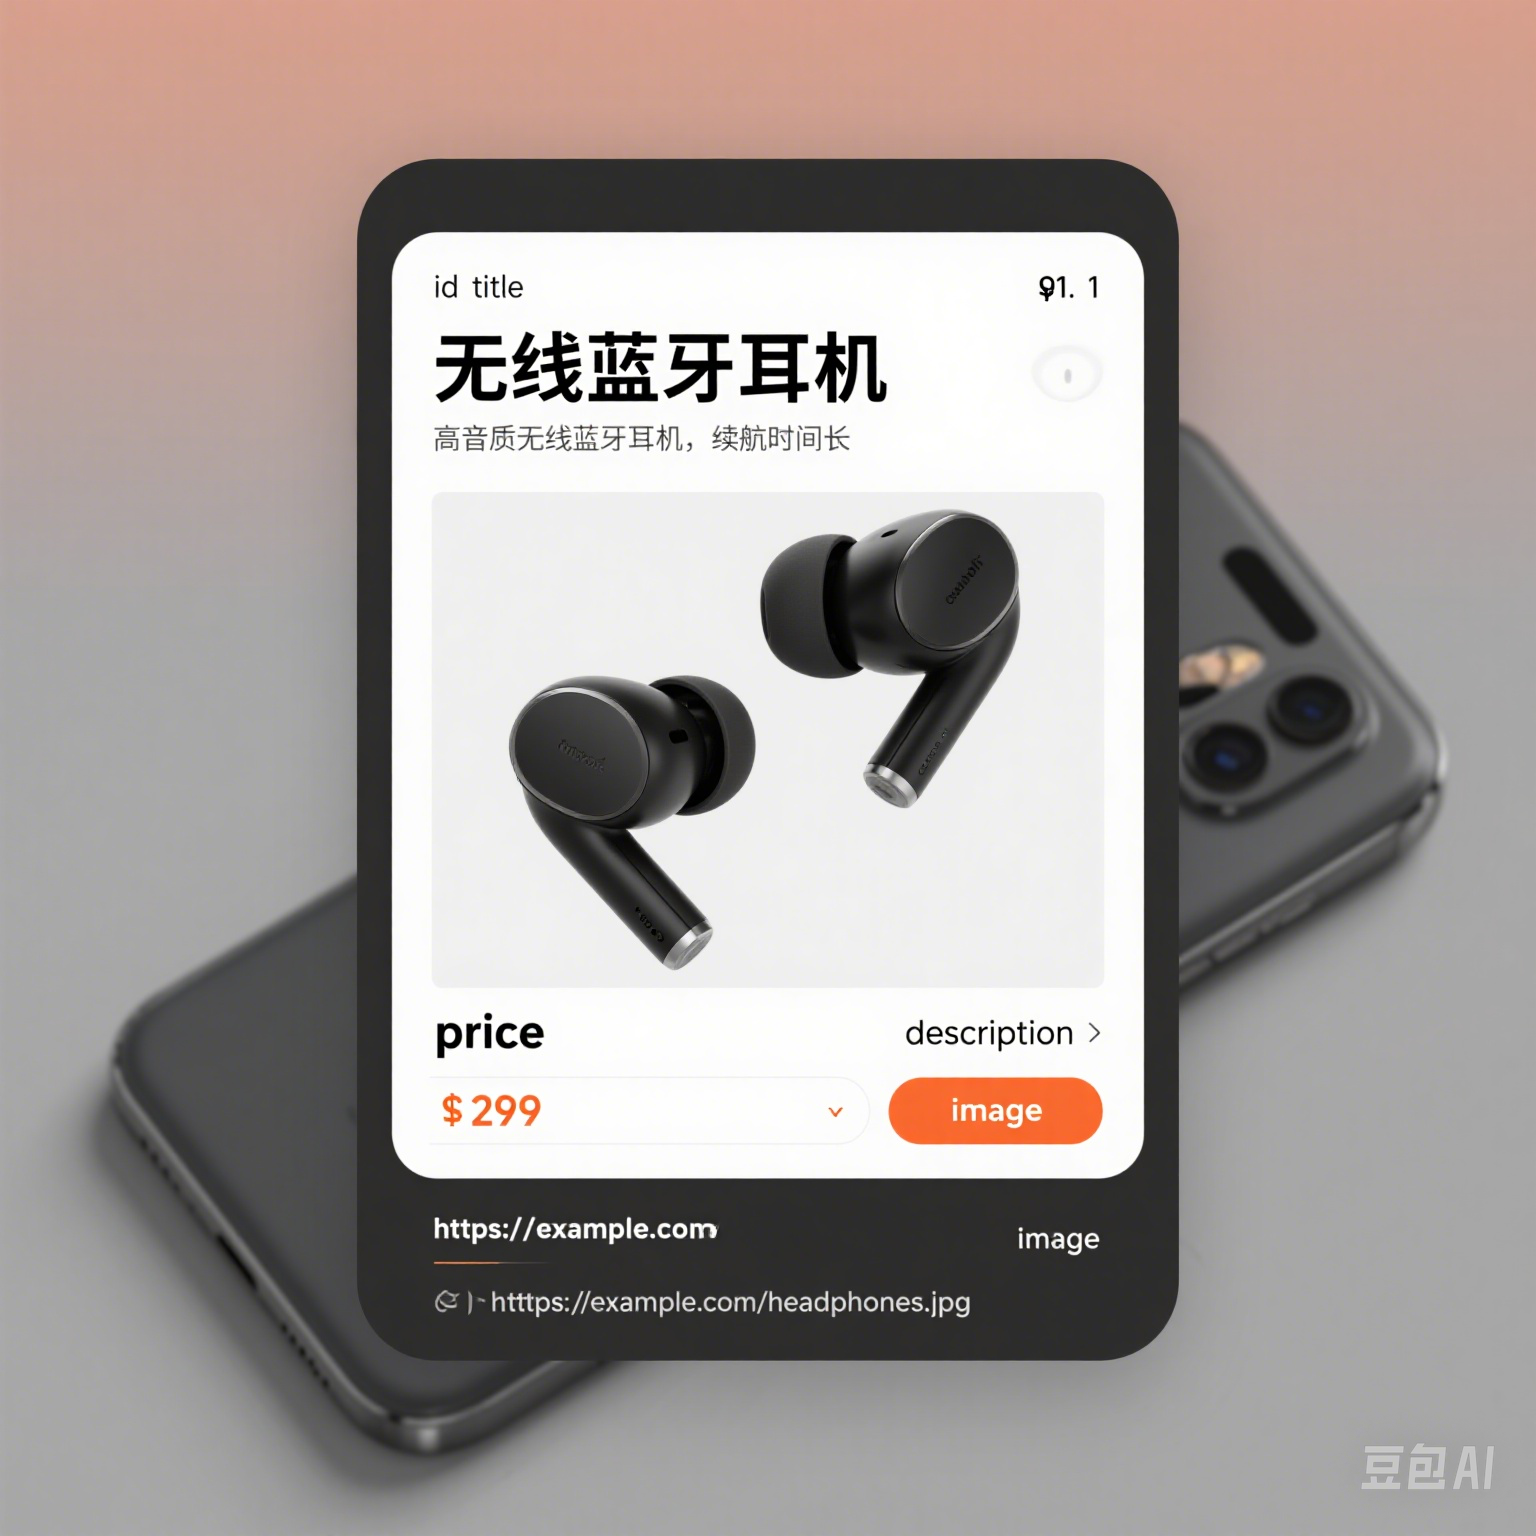 id title
无线蓝牙耳机
高音质无线蓝牙耳机，续航时间长
price
description
$ 299
image
https://example.com
image
htttps://example.com/headphones.jpg
豆包AI